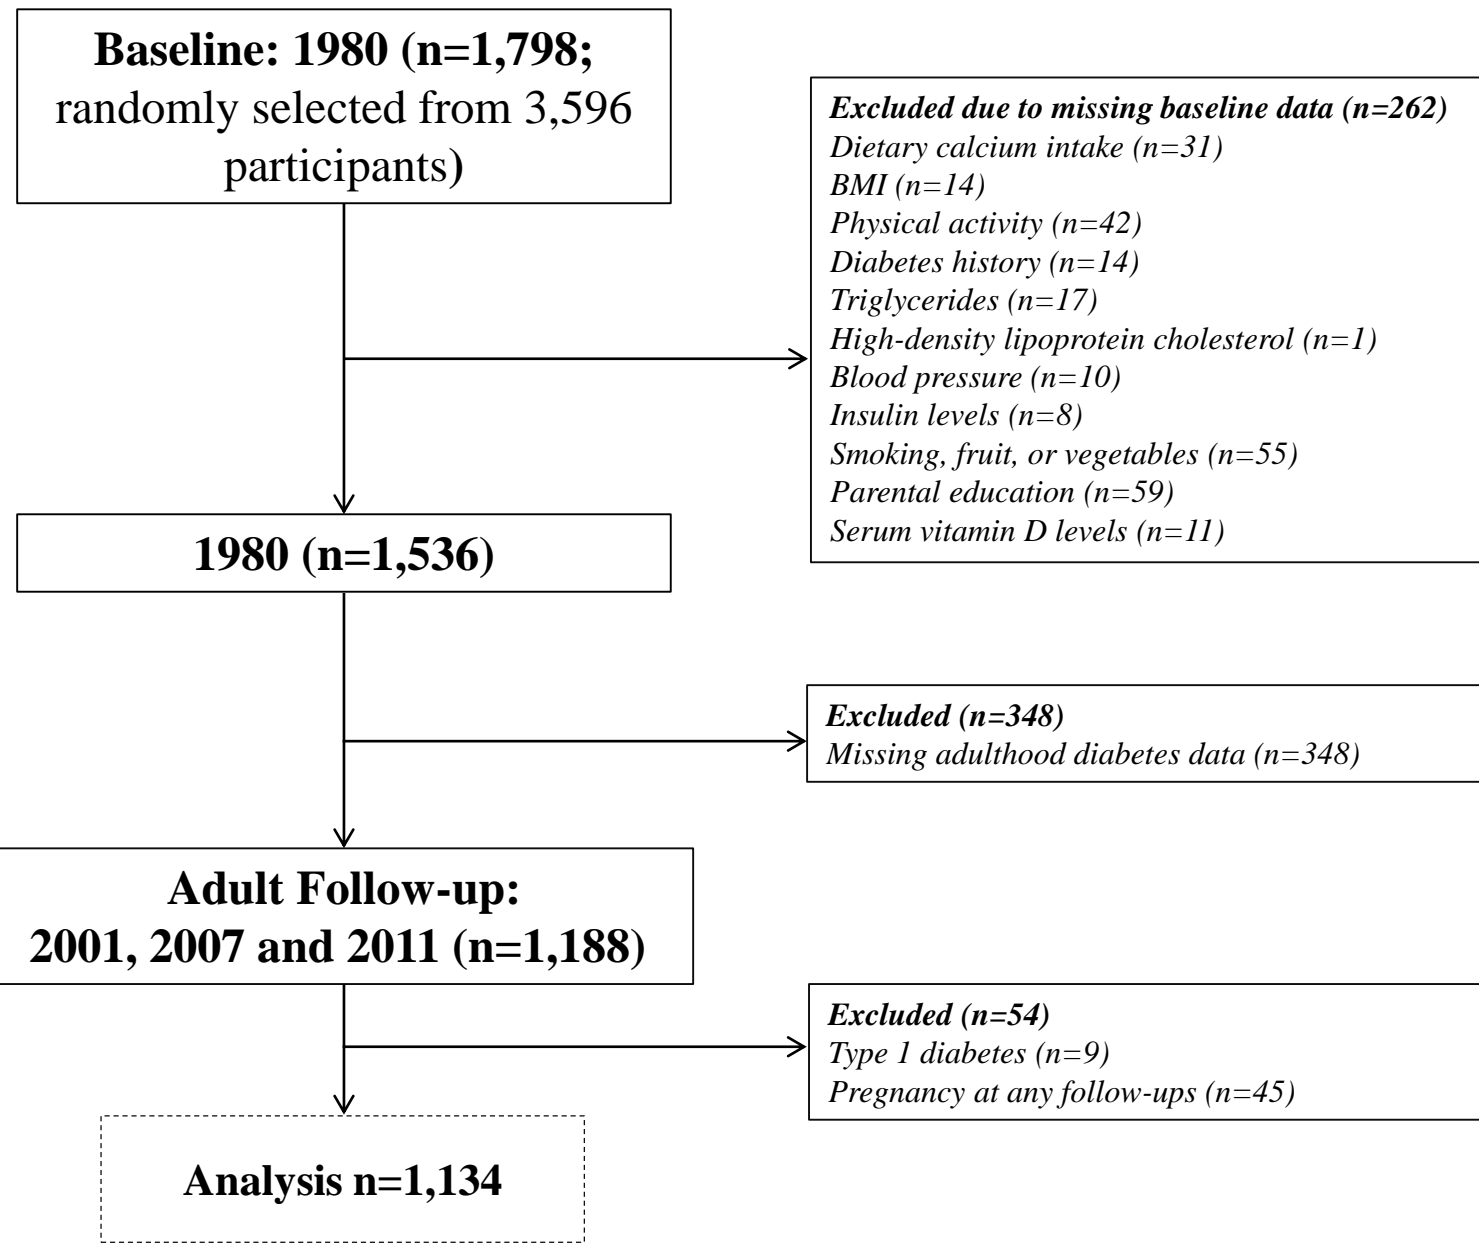 Baseline: 1980 (n=1,798;
randomly selected from 3,596
participants)
Excluded due to missing baseline data (n=262)
Dietary calcium intake (n=31)
BMI (n=14)
Physical activity (n=42)
Diabetes history (n=14)
Triglycerides (n=17)
High-density lipoprotein cholesterol (n=1)
Blood pressure (n=10)
Insulin levels (n=8)
Smoking, fruit, or vegetables (n=55)
Parental education (n=59)
Serum vitamin D levels (n=11)
1980 (n=1,536)
Excluded (n=348)
Missing adulthood diabetes data (n=348)
Adult Follow-up:
2001, 2007 and 2011 (n=1,188)
Excluded (n=54)
Type 1 diabetes (n=9)
Pregnancy at any follow-ups (n=45)
Analysis n=1,134